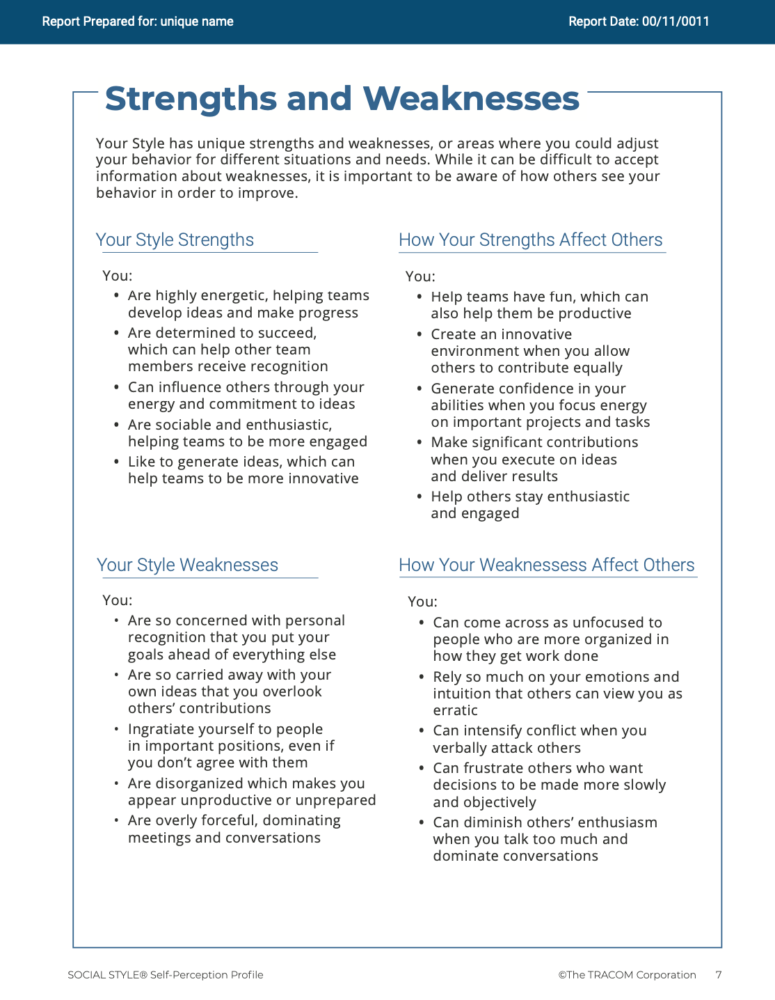 Report Prepared for: unique name
Report Date: 00/11/0011
Strengths and Weaknesses
Your Style has unique strengths and weaknesses, or areas where you could adjust
your behavior for different situations and needs. While it can be difficult to accept
information about weaknesses, it is important to be aware of how others see your
behavior in order to improve.
Your Style Strengths
You:
• Are highly energetic, helping teams
develop ideas and make progress
• Are determined to succeed,
which can help other team
members receive recognition
• Can influence others through your
energy and commitment to ideas
• Are sociable and enthusiastic,
helping teams to be more engaged
• Like to generate ideas, which can
help teams to be more innovative
How Your Strengths Affect Others
You:
• Help teams have fun, which can
also help them be productive
• Create an innovative
environment when you allow
others to contribute equally
• Generate confidence in your
abilities when you focus energy
on important projects and tasks
• Make significant contributions
when you execute on ideas
and deliver results
• Help others stay enthusiastic
and engaged
Your Style Weaknesses
You:
• Are so concerned with personal
recognition that you put your
goals ahead of everything else
• Are so carried away with your
own ideas that you overlook
others’ contributions
• Ingratiate yourself to people
in important positions, even if
you don’t agree with them
• Are disorganized which makes you
appear unproductive or unprepared
• Are overly forceful, dominating
meetings and conversations
How Your Weaknessess Affect Others
You:
• Can come across as unfocused to
people who are more organized in
how they get work done
• Rely so much on your emotions and
intuition that others can view you as
erratic
• Can intensify conflict when you
verbally attack others
• Can frustrate others who want
decisions to be made more slowly
and objectively
• Can diminish others’ enthusiasm
when you talk too much and
dominate conversations
SOCIAL STYLE® Self-Perception Profile
©The TRACOM Corporation 7